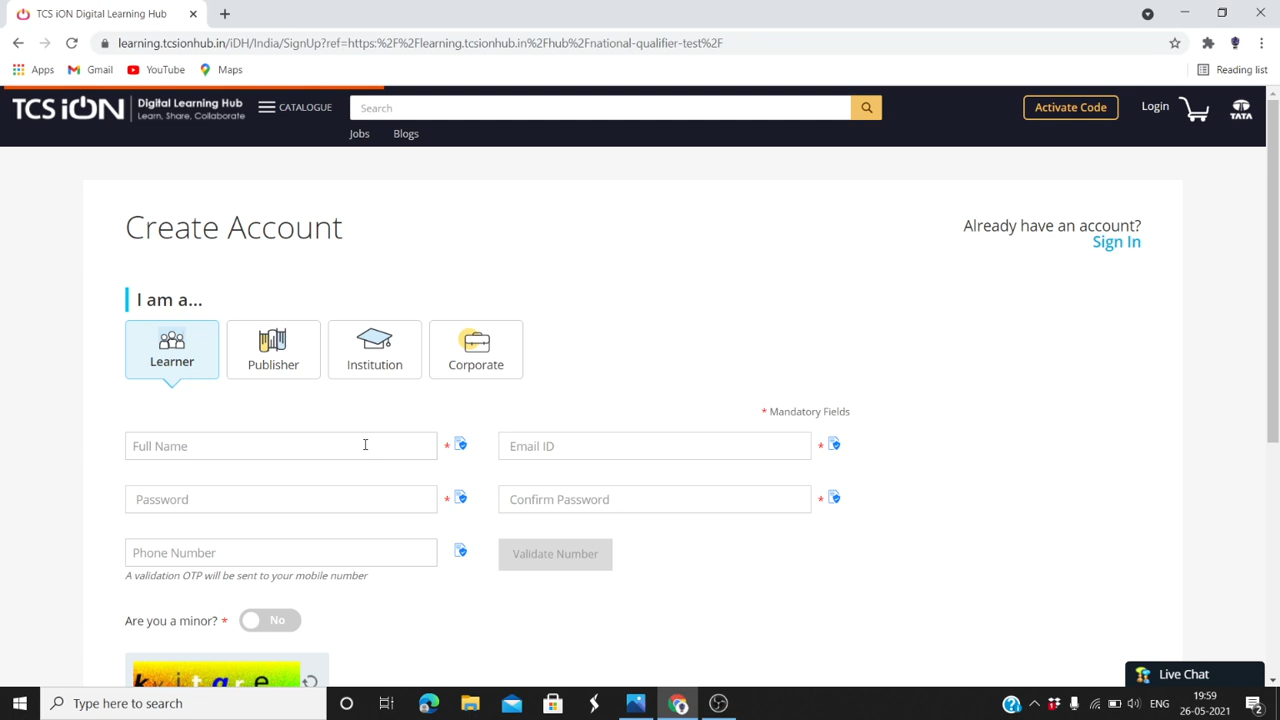 TCS iON Digital Learning Hub
learning.tcsionhub.in/iDH/India/SignUp?ref=https:%2F%2Flearning.tcsionhub.in%2Fhub%2Fnational-qualifier-test%2F
Apps Gmail YouTube Maps Reading list
TCS iON Digital Learning Hub
Learn, Share, Collaborate
CATALOGUE
Search
Activate Code
Login
TATA
Jobs Blogs
Create Account
Already have an account?
Sign In
I am a...
Learner Publisher Institution Corporate
* Mandatory Fields
Full Name * Email ID *
Password * Confirm Password *
Phone Number Validate Number
A validation OTP will be sent to your mobile number
Are you a minor? * No
Live Chat
Type here to search
ENG
19:59
26-05-2021
2